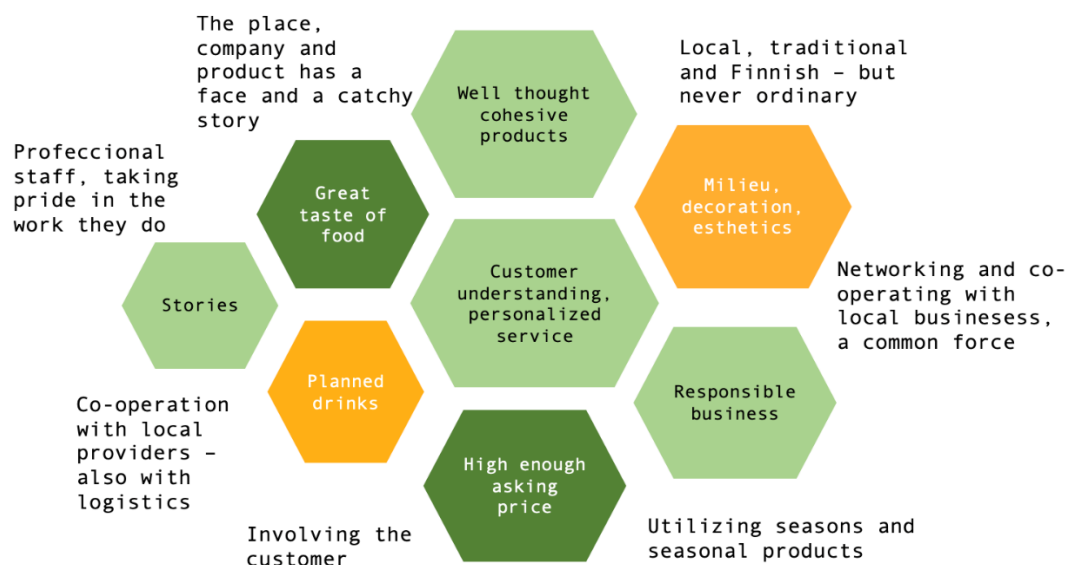 The place,
company and
product has a
face and a catchy
story
Well thought
cohesive
products
Local, traditional
and Finnish – but
never ordinary
Profeccional
staff, taking
pride in the
work they do
Great
taste of
food
Milieu,
decoration,
esthetics
Stories
Customer
understanding,
personalized
service
Networking and co-
operating with
local businesess,
a common force
Planned
drinks
Responsible
business
Co-operation
with local
providers –
also with
logistics
High enough
asking
price
Involving the
customer
Utilizing seasons and
seasonal products